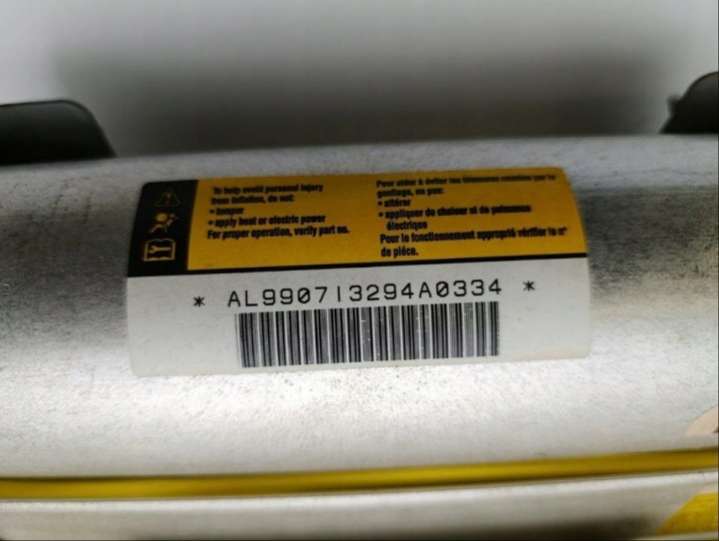 To help avoid personal injury
from inflation, do not:
• tamper
• apply heat or electric power
For proper operation, verify part no.
Pour aider à éviter les blessures causées par le
gonflage, ne pas:
• altérer
• appliquer de chaleur ni de puissance
électrique
Pour le fonctionnement approprié vérifier le n°
de pièce.
* AL990713294A0334 *